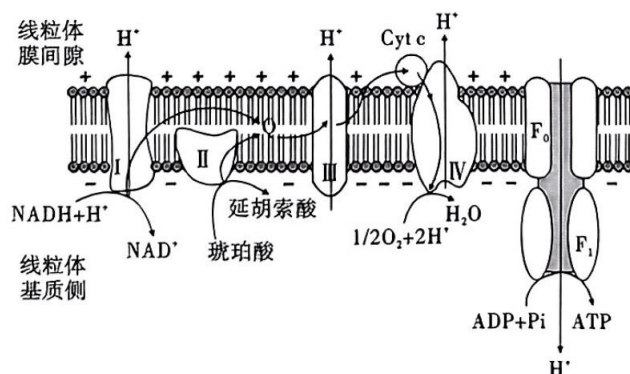 线粒体
膜间隙
H⁺
H⁺
Cyt c
H⁺
+ + + + + + + + +
I
II
Q
III
IV
F₀
F₁
− − − − − − − −
NADH+H⁺
NAD⁺
延胡索酸
琥珀酸
1/2O₂+2H⁺
H₂O
线粒体
基质侧
ADP+Pi
ATP
H⁺